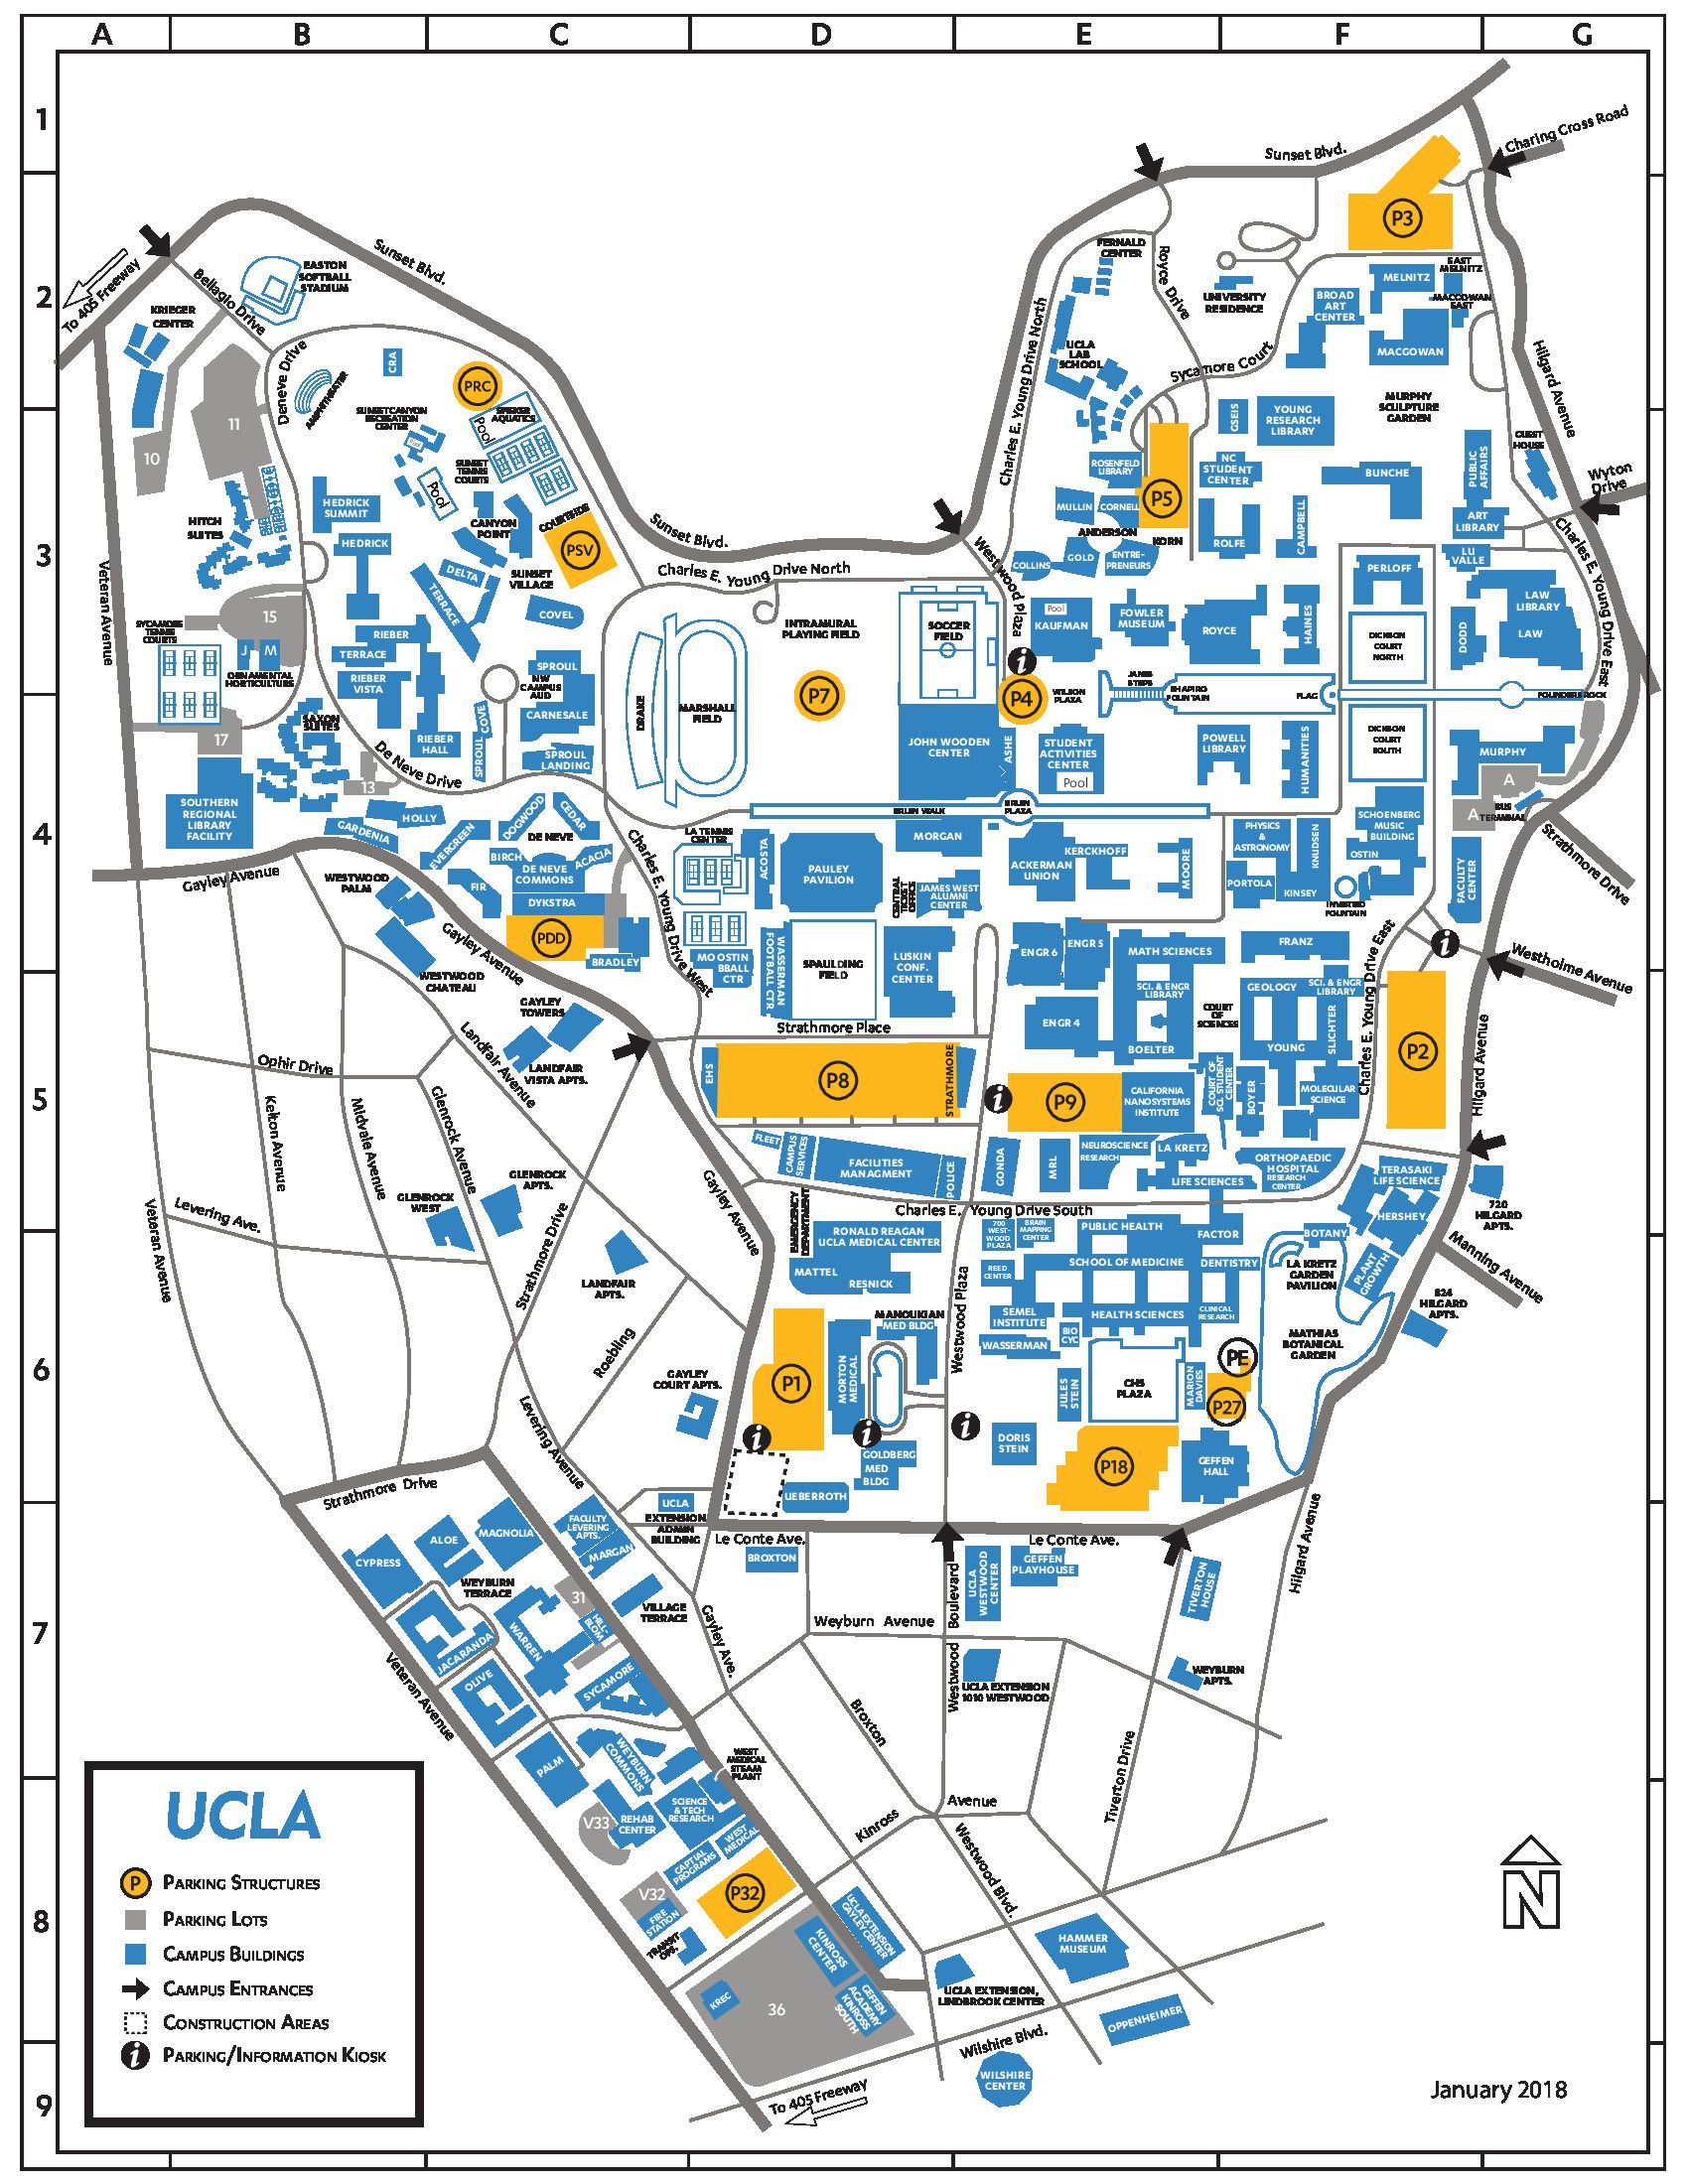 A
B
C
D
E
F
G
1
2
3
4
5
6
7
8
9
Charing Cross Road
Sunset Blvd.
P3
FERNALD
CENTER
Royce Drive
UNIVERSITY
RESIDENCE
EAST
MELNITZ
MELNITZ
BROAD
ART
CENTER
MACGOWAN
EAST
MACGOWAN
UCLA
LAB
SCHOOL
Sycamore Court
Charles E. Young Drive North
Hilgard Avenue
To 405 Freeway
Bellagio Drive
EASTON
SOFTBALL
STADIUM
Sunset Blvd.
KRIEGER
CENTER
Deneve Drive
AMPHITHEATER
CRA
PRC
SPIEKER
AQUATICS
Pool
SUNSET CANYON
RECREATION
CENTER
Pool
SUNSET
TENNIS
COURTS
11
10
HITCH
SUITES
HEDRICK
SUMMIT
HEDRICK
CANYON
POINT
COURTSIDE
PSV
SUNSET
VILLAGE
DELTA
TERRACE
COVEL
Veteran Avenue
15
SYCAMORE
TENNIS
COURTS
J
M
ORNAMENTAL
HORTICULTURE
RIEBER
TERRACE
RIEBER
VISTA
RIEBER
HALL
SPROUL
NW
CAMPUS
AUD
CARNESALE
SPROUL
COVE
SPROUL
LANDING
17
SAXON
SUITES
13
De Neve Drive
SOUTHERN
REGIONAL
LIBRARY
FACILITY
GARDENIA
HOLLY
EVERGREEN
DOGWOOD
CEDAR
DE NEVE
BIRCH
ACACIA
DE NEVE
COMMONS
FIR
DYKSTRA
PDD
BRADLEY
Gayley Avenue
WESTWOOD
PALM
Gayley Avenue
WESTWOOD
CHATEAU
Sunset Blvd.
Charles E. Young Drive North
Westwood Plaza
INTRAMURAL
PLAYING FIELD
SOCCER
FIELD
P7
DRAKE
MARSHALL
FIELD
JOHN WOODEN
CENTER
ASHE
P4
WILSON
PLAZA
JANSS
STEPS
SHAPIRO
FOUNTAIN
FLAG
FOUNDERS ROCK
GSEIS
YOUNG
RESEARCH
LIBRARY
MURPHY
SCULPTURE
GARDEN
GUEST
HOUSE
Wyton
Drive
ROSENFELD
LIBRARY
P5
NC
STUDENT
CENTER
BUNCHE
PUBLIC
AFFAIRS
MULLIN
CORNELL
ANDERSON
KORN
COLLINS
GOLD
ENTRE-
PRENEURS
ROLFE
CAMPBELL
ART
LIBRARY
LU
VALLE
PERLOFF
LAW
LIBRARY
LAW
Charles E. Young Drive East
Pool
KAUFMAN
FOWLER
MUSEUM
ROYCE
HAINES
DICKSON
COURT
NORTH
DODD
STUDENT
ACTIVITIES
CENTER
Pool
POWELL
LIBRARY
HUMANITIES
DICKSON
COURT
SOUTH
MURPHY
A
A
BUS
TERMINAL
Strathmore Drive
BRUIN WALK
BRUIN
PLAZA
LA TENNIS
CENTER
ACOSTA
PAULEY
PAVILION
MORGAN
CENTRAL
TICKET
OFFICE
JAMES WEST
ALUMNI
CENTER
ACKERMAN
UNION
KERCKHOFF
MOORE
PHYSICS
&
ASTRONOMY
KNUDSEN
PORTOLA
KINSEY
SCHOENBERG
MUSIC
BUILDING
OSTIN
INVERTED
FOUNTAIN
FACULTY
CENTER
Charles E. Young Drive West
MO OSTIN
BBALL
CTR
WASSERMAN
FOOTBALL CTR
SPAULDING
FIELD
LUSKIN
CONF.
CENTER
ENGR 6
ENGR 5
MATH SCIENCES
FRANZ
Westholme Avenue
SCI. & ENGR
LIBRARY
ENGR 4
BOELTER
COURT
OF
SCIENCES
GEOLOGY
SCI. & ENGR
LIBRARY
YOUNG
SLICHTER
Charles E. Young Drive East
P2
Hilgard Avenue
Strathmore Place
EHS
P8
STRATHMORE
P9
CALIFORNIA
NANOSYSTEMS
INSTITUTE
COURT OF
SCI. STUDENT
CENTER
BOYER
MOLECULAR
SCIENCE
GAYLEY
TOWERS
LANDFAIR
VISTA APTS.
Landfair Avenue
Ophir Drive
Kelton Avenue
Midvale Avenue
Glenrock Avenue
GLENROCK
APTS.
GLENROCK
WEST
Levering Ave.
Veteran Avenue
Strathmore Drive
LANDFAIR
APTS.
Gayley Avenue
FLEET
CAMPUS
SERVICES
FACILITIES
MANAGMENT
POLICE
GONDA
MRL
NEUROSCIENCE
RESEARCH
LA KRETZ
LIFE SCIENCES
ORTHOPAEDIC
HOSPITAL
RESEARCH
CENTER
TERASAKI
LIFE SCIENCE
HERSHEY
720
HILGARD
APTS.
Charles E. Young Drive South
EMERGENCY
DEPARTMENT
RONALD REAGAN
UCLA MEDICAL CENTER
MATTEL
RESNICK
700
WEST-
WOOD
PLAZA
BRAIN
MAPPING
CENTER
PUBLIC HEALTH
FACTOR
BOTANY
PLANT
GROWTH
Manning Avenue
LA KRETZ
GARDEN
PAVILION
REED
CENTER
SCHOOL OF MEDICINE
DENTISTRY
SEMEL
INSTITUTE
HEALTH SCIENCES
CLINICAL
RESEARCH
824
HILGARD
APTS.
MATHIAS
BOTANICAL
GARDEN
Roebling
GAYLEY
COURT APTS.
P1
MORTON
MEDICAL
MANOUKIAN
MED BLDG
Westwood Plaza
WASSERMAN
BIO
CYC
JULES
STEIN
CHS
PLAZA
MARION
DAVIES
PE
P27
DORIS
STEIN
P18
GEFFEN
HALL
GOLDBERG
MED
BLDG
UEBERROTH
Strathmore Drive
Levering Avenue
UCLA
EXTENSION
ADMIN
BUILDING
Le Conte Ave.
Le Conte Ave.
Hilgard Avenue
CYPRESS
ALOE
MAGNOLIA
FACULTY
LEVERING
APTS.
MARGAN
WEYBURN
TERRACE
31
HILL-
BLOM
VILLAGE
TERRACE
JACARANDA
WARREN
OLIVE
SYCAMORE
Veteran Avenue
Gayley Ave.
BROXTON
Weyburn Avenue
UCLA
WESTWOOD
CENTER
GEFFEN
PLAYHOUSE
TIVERTON
HOUSE
Westwood Boulevard
UCLA EXTENSION
1010 WESTWOOD
WEYBURN
APTS.
Broxton
Avenue
Tiverton Drive
PALM
WEYBURN
COMMONS
WEST
MEDICAL
STEAM
PLANT
V33
REHAB
CENTER
SCIENCE
& TECH
RESEARCH
WEST
MEDICAL
CAPTIAL
PROGRAMS
P32
V32
FIRE
STATION
TRANSIT
OPS.
Kinross
Westwood Blvd.
KINROSS
CENTER
UCLA EXTENSION
GAYLEY CENTER
GEFFEN
ACADEMY
KINROSS
SOUTH
KREC
36
HAMMER
MUSEUM
UCLA EXTENSION,
LINDBROOK CENTER
OPPENHEIMER
Wilshire Blvd.
WILSHIRE
CENTER
To 405 Freeway
UCLA
P PARKING STRUCTURES
PARKING LOTS
CAMPUS BUILDINGS
CAMPUS ENTRANCES
CONSTRUCTION AREAS
i PARKING/INFORMATION KIOSK
N
January 2018